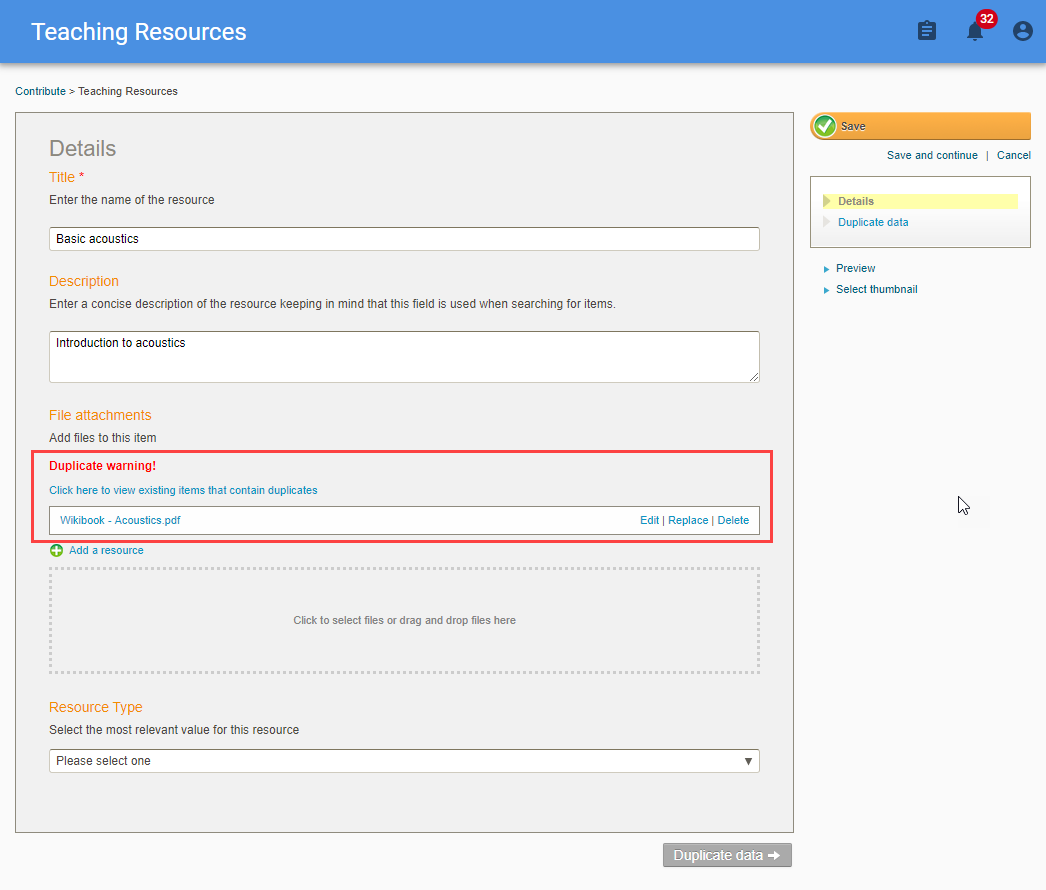 Teaching Resources
32
Contribute > Teaching Resources
Details
Title *
Enter the name of the resource
Basic acoustics
Description
Enter a concise description of the resource keeping in mind that this field is used when searching for items.
Introduction to acoustics
File attachments
Add files to this item
Duplicate warning!
Click here to view existing items that contain duplicates
Wikibook - Acoustics.pdf Edit | Replace | Delete
Add a resource
Click to select files or drag and drop files here
Resource Type
Select the most relevant value for this resource
Please select one
Duplicate data
Save
Save and continue | Cancel
Details
Duplicate data
Preview
Select thumbnail